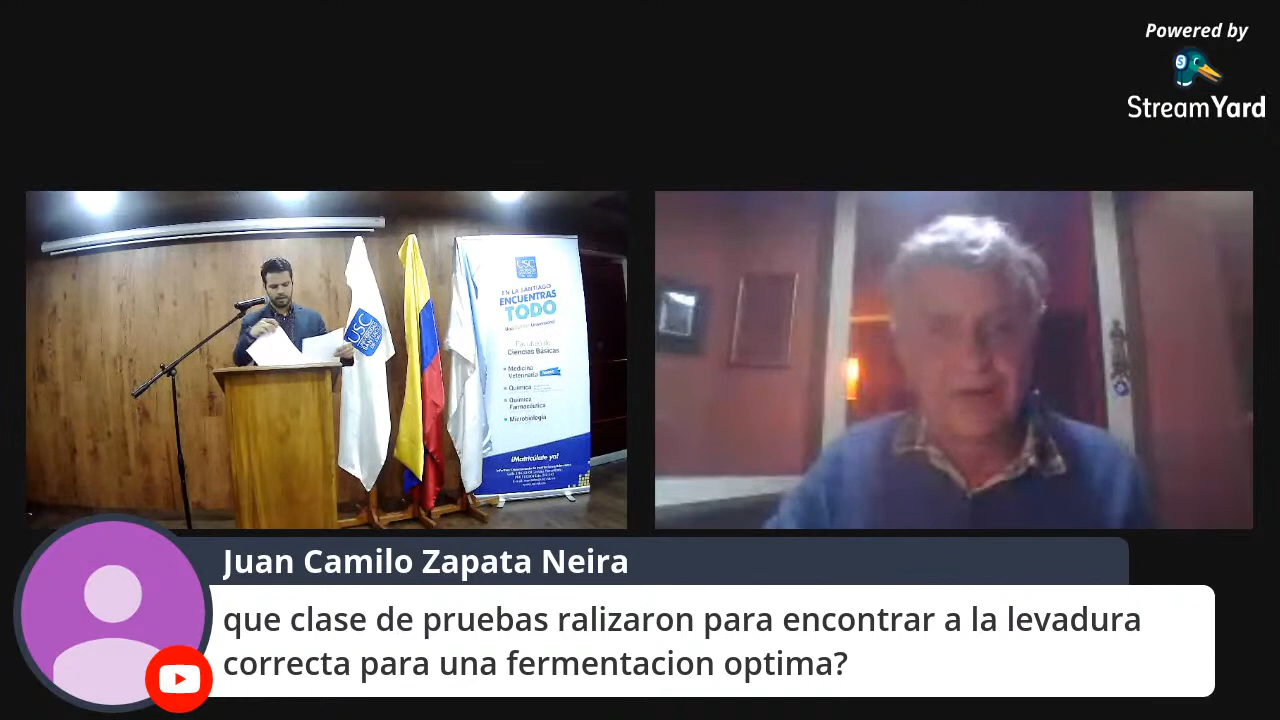 Powered by
StreamYard
USC
USC
EN LA SANTIAGO
ENCUENTRAS
TODO
Facultad de
Ciencias Básicas
Medicina
Veterinaria
Química
Química
Farmacéutica
Microbiología
¡Matricúlate ya!
Juan Camilo Zapata Neira
que clase de pruebas ralizaron para encontrar a la levadura
correcta para una fermentacion optima?